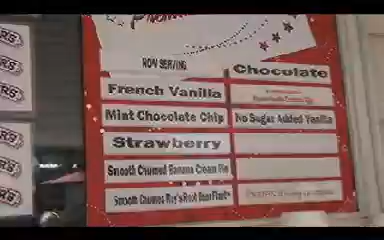 NOW SERVING
Chocolate
French Vanilla
Mint Chocolate Chip
No Sugar Added Vanilla
Strawberry
Smooth Churned Banana Cream Pie
Smooth Churned Root Beer Float